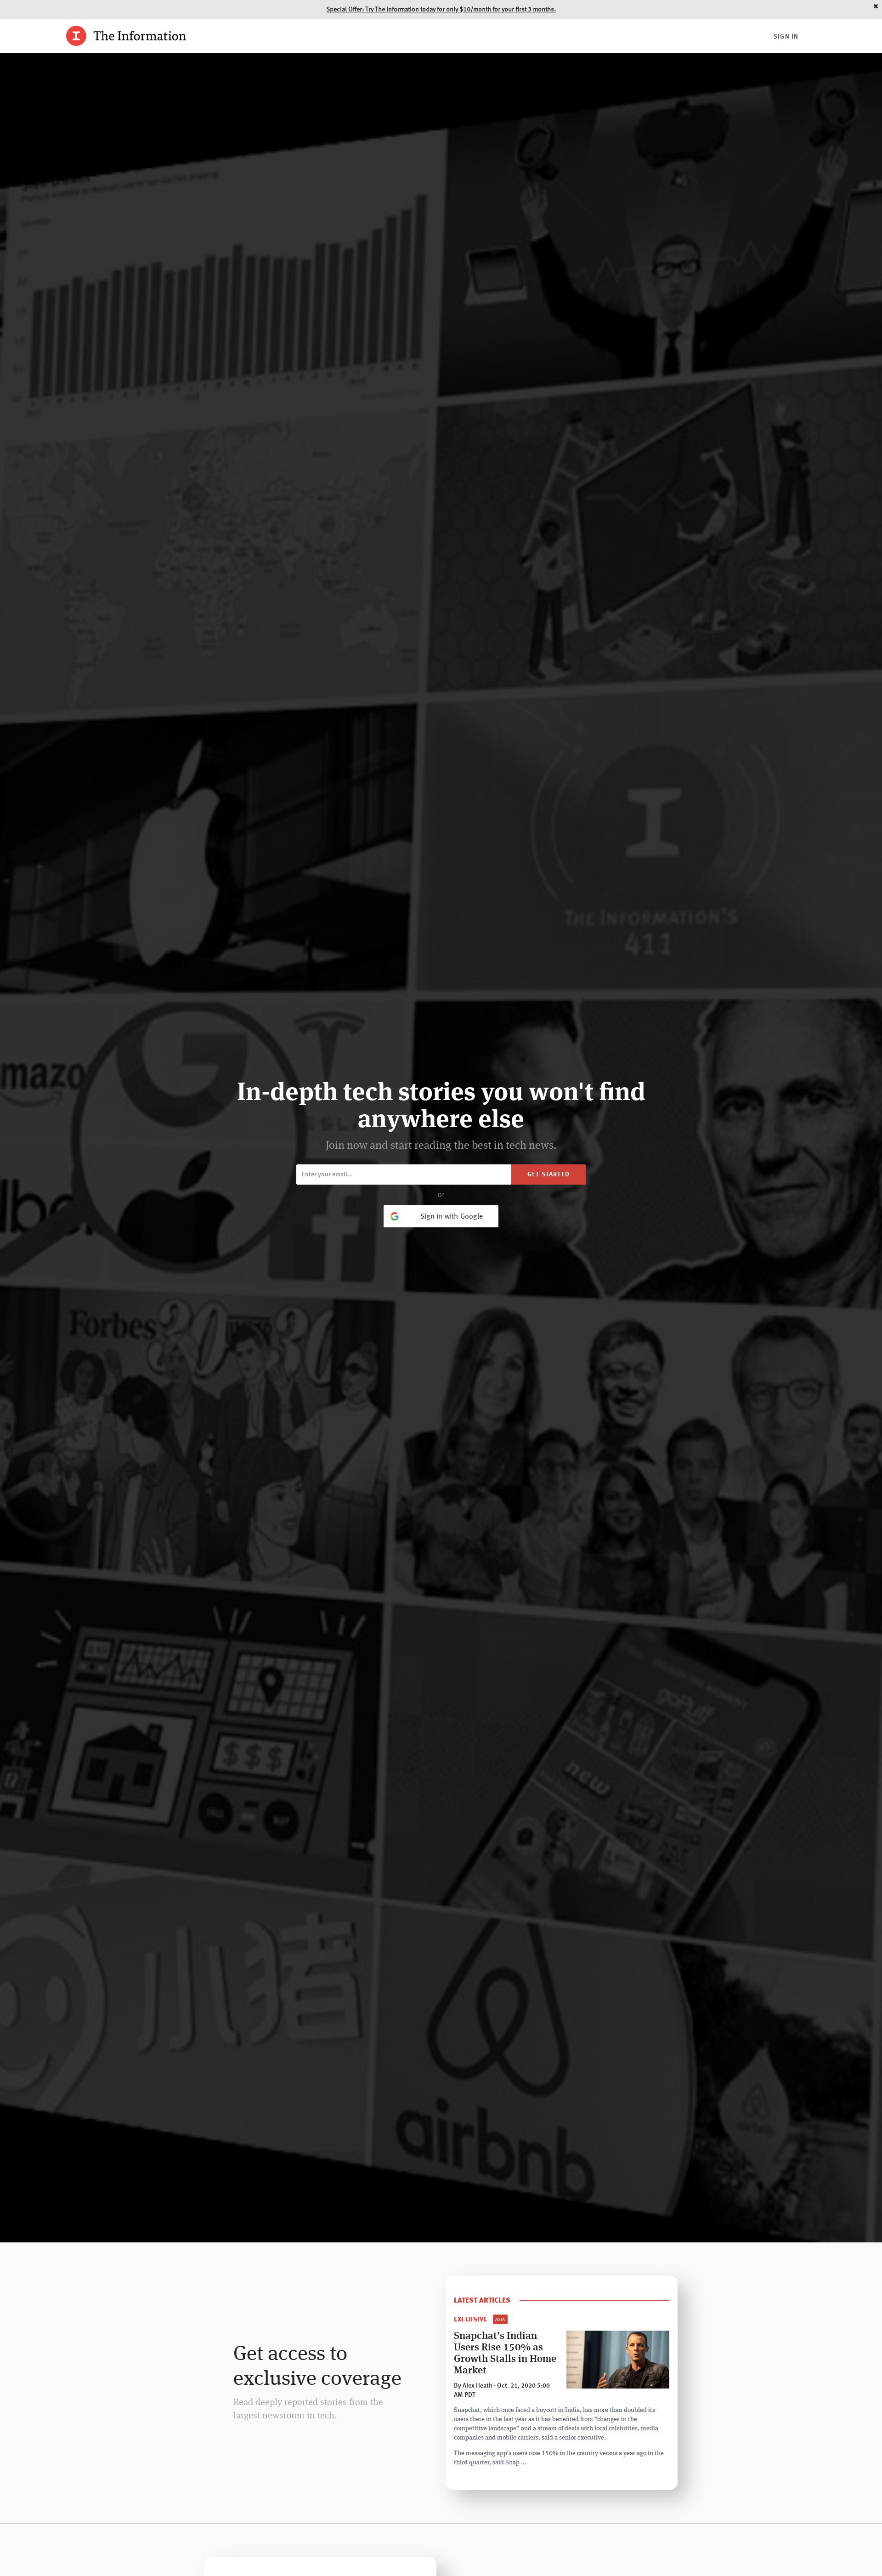 Special Offer: Try The Information today for only $10/month for your first 3 months.
The Information
SIGN IN
THE INFORMATION'S
411
In-depth tech stories you won't find
anywhere else
Join now and start reading the best in tech news.
Enter your email...
GET STARTED
- or -
Sign in with Google
Forbes
goPuff
new
小猪
airbnb
LATEST ARTICLES
EXCLUSIVE
ASIA
Snapchat's Indian
Users Rise 150% as
Growth Stalls in Home
Market
By Alex Heath · Oct. 21, 2020 5:00
AM PDT
Snapchat, which once faced a boycott in India, has more than doubled its
users there in the last year as it has benefited from "changes in the
competitive landscape" and a stream of deals with local celebrities, media
companies and mobile carriers, said a senior executive.
The messaging app's users rose 150% in the country versus a year ago in the
third quarter, said Snap ...
Get access to
exclusive coverage
Read deeply reported stories from the
largest newsroom in tech.